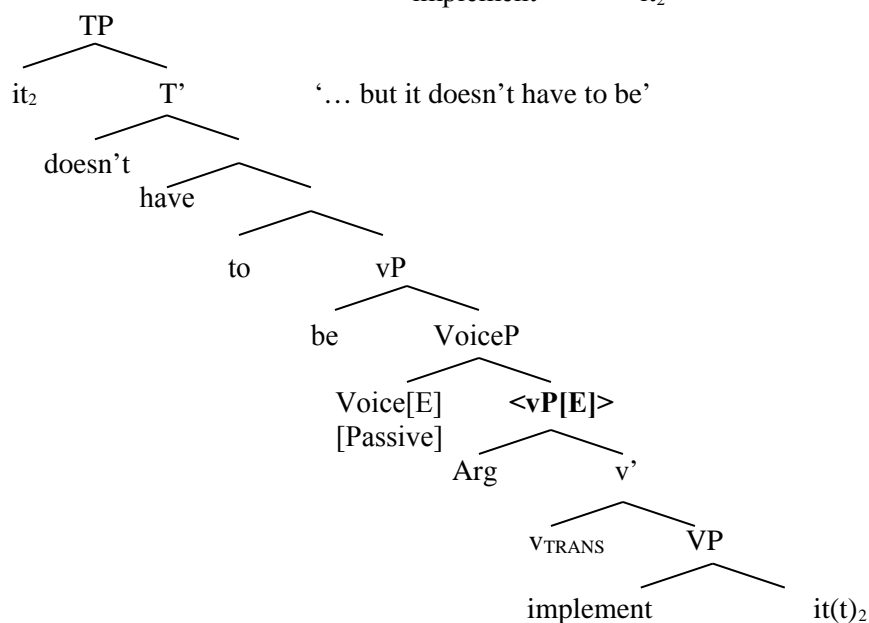 implement it₂
TP
it₂ T’ ‘… but it doesn’t have to be’
doesn’t
have
to vP
be VoiceP
Voice[E] <vP[E]>
[Passive]
Arg v’
vTRANS VP
implement it(t)₂